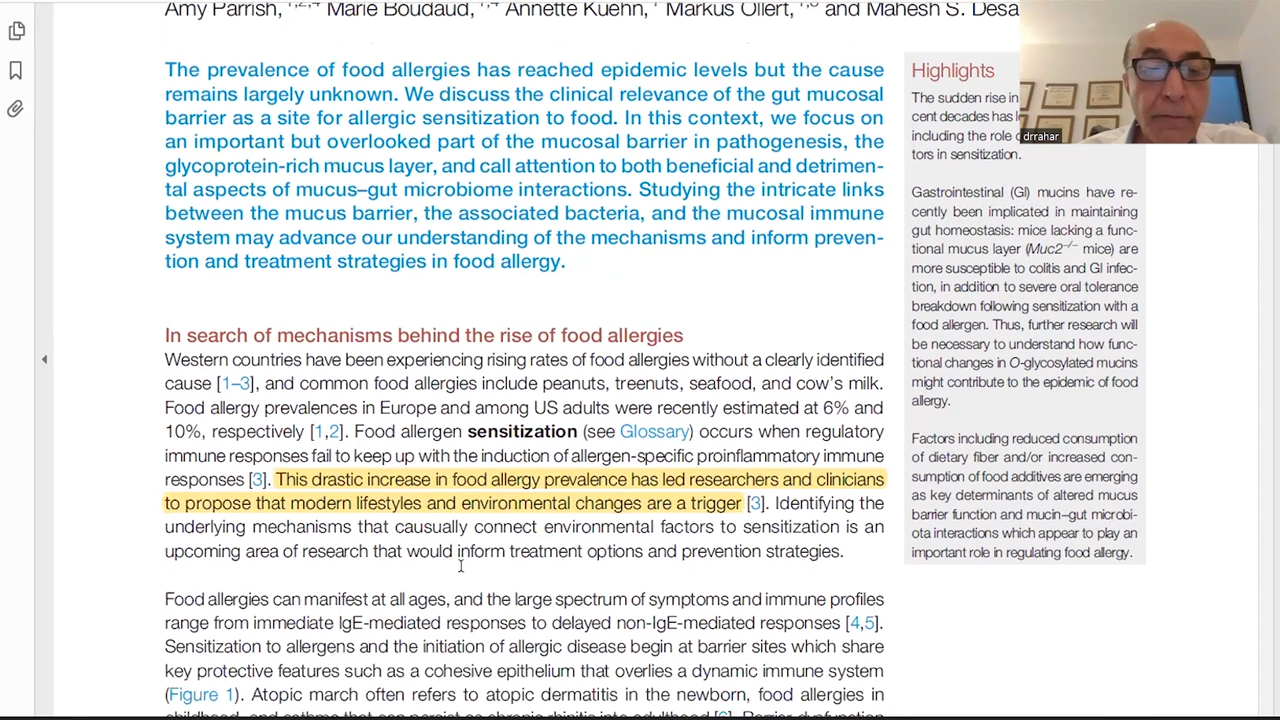 Amy Parrish, Marie Boudaud, Annette Kuehn, Markus Ollert, and Mahesh S. Desa
The prevalence of food allergies has reached epidemic levels but the cause
remains largely unknown. We discuss the clinical relevance of the gut mucosal
barrier as a site for allergic sensitization to food. In this context, we focus on
an important but overlooked part of the mucosal barrier in pathogenesis, the
glycoprotein-rich mucus layer, and call attention to both beneficial and detrimen-
tal aspects of mucus–gut microbiome interactions. Studying the intricate links
between the mucus barrier, the associated bacteria, and the mucosal immune
system may advance our understanding of the mechanisms and inform preven-
tion and treatment strategies in food allergy.
In search of mechanisms behind the rise of food allergies
Western countries have been experiencing rising rates of food allergies without a clearly identified
cause [1–3], and common food allergies include peanuts, treenuts, seafood, and cow's milk.
Food allergy prevalences in Europe and among US adults were recently estimated at 6% and
10%, respectively [1,2]. Food allergen sensitization (see Glossary) occurs when regulatory
immune responses fail to keep up with the induction of allergen-specific proinflammatory immune
responses [3]. This drastic increase in food allergy prevalence has led researchers and clinicians
to propose that modern lifestyles and environmental changes are a trigger [3]. Identifying the
underlying mechanisms that causually connect environmental factors to sensitization is an
upcoming area of research that would inform treatment options and prevention strategies.
Food allergies can manifest at all ages, and the large spectrum of symptoms and immune profiles
range from immediate IgE-mediated responses to delayed non-IgE-mediated responses [4,5].
Sensitization to allergens and the initiation of allergic disease begin at barrier sites which share
key protective features such as a cohesive epithelium that overlies a dynamic immune system
(Figure 1). Atopic march often refers to atopic dermatitis in the newborn, food allergies in
childhood, and asthma that can persist as chronic rhinitis into adulthood [6]. Barrier dysfunction
Highlights
The sudden rise in
cent decades has
including the role
tors in sensitization.
Gastrointestinal (GI) mucins have re-
cently been implicated in maintaining
gut homeostasis: mice lacking a func-
tional mucus layer (Muc2−/− mice) are
more susceptible to colitis and GI infec-
tion, in addition to severe oral tolerance
breakdown following sensitization with a
food allergen. Thus, further research will
be necessary to understand how func-
tional changes in O-glycosylated mucins
might contribute to the epidemic of food
allergy.
Factors including reduced consumption
of dietary fiber and/or increased con-
sumption of food additives are emerging
as key determinants of altered mucus
barrier function and mucin–gut microbi-
ota interactions which appear to play an
important role in regulating food allergy.
drrahar